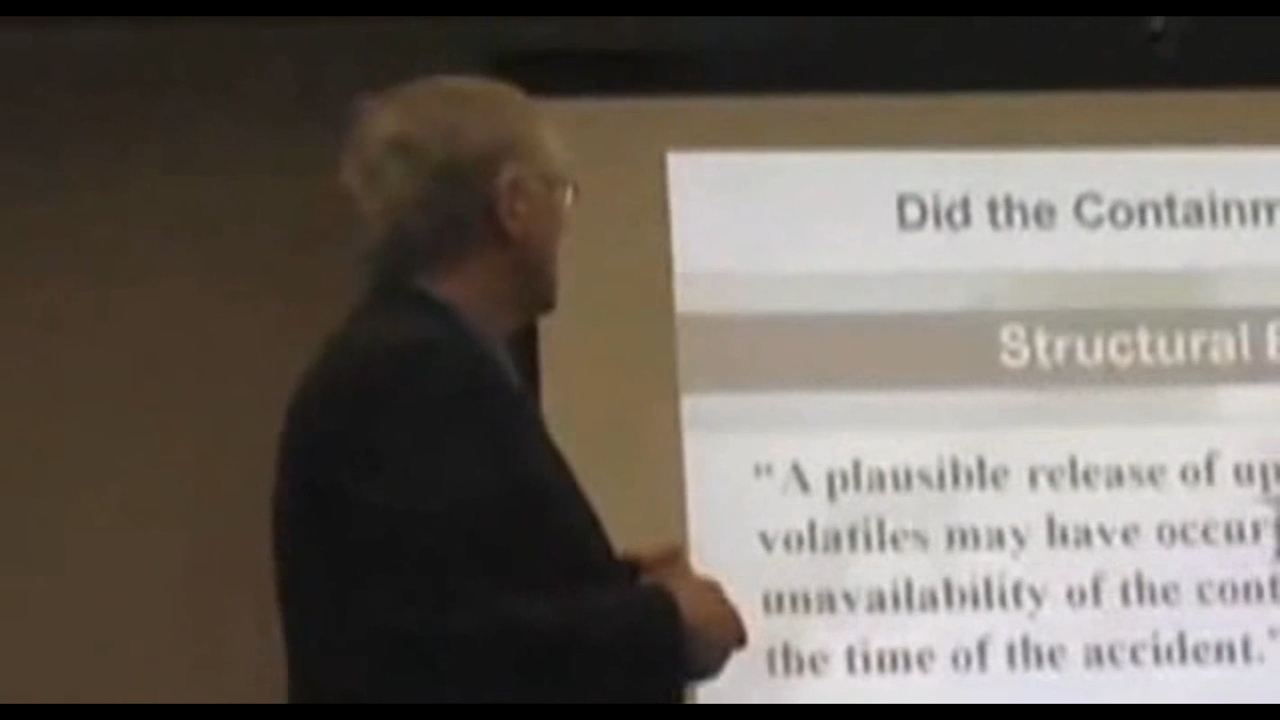 Did the Containm
Structural
"A plausible release of up
volatiles may have occur
unavailability of the cont
the time of the accident."